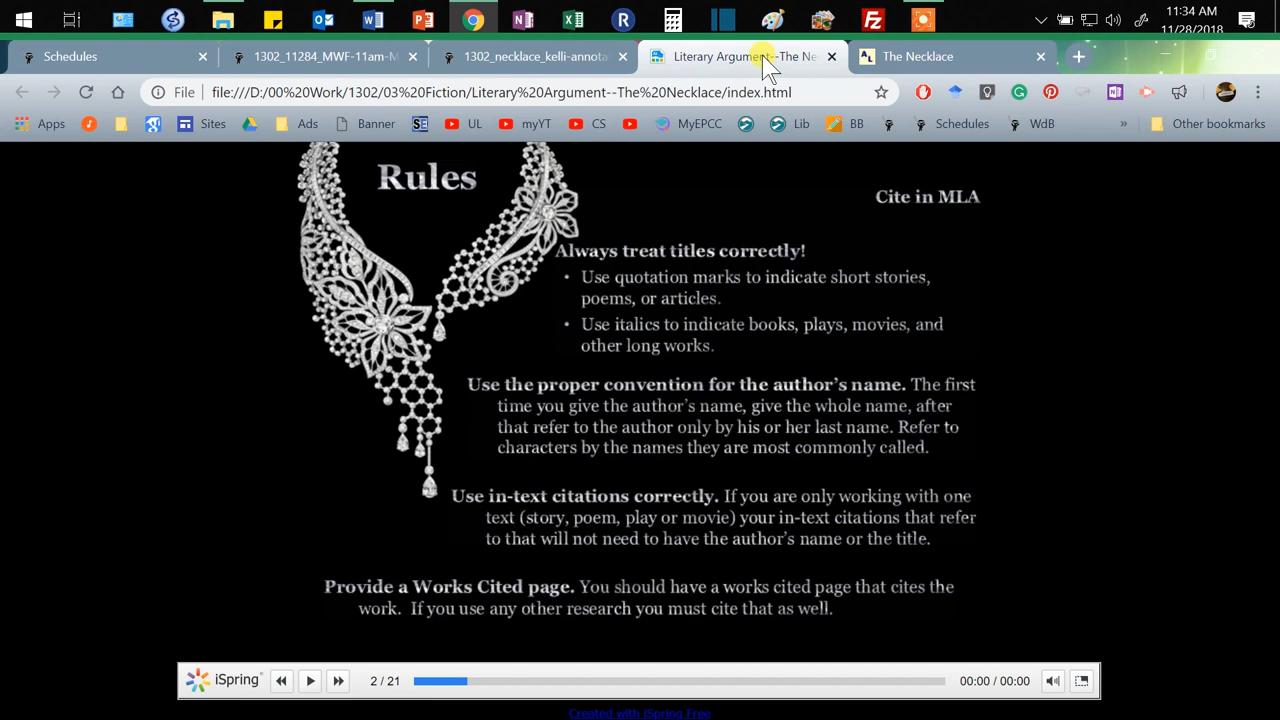 11:34 AM
11/28/2018
Schedules
1302_11284_MWF-11am-M
1302_necklace_kelli-annota
Literary Argument--The Ne
The Necklace
File
file:///D:/00%20Work/1302/03%20Fiction/Literary%20Argument--The%20Necklace/index.html
Apps
Sites
Ads
Banner
SE
UL
myYT
CS
MyEPCC
Lib
BB
Schedules
WdB
»
Other bookmarks
Rules
Cite in MLA
Always treat titles correctly!
• Use quotation marks to indicate short stories,
poems, or articles.
• Use italics to indicate books, plays, movies, and
other long works.
Use the proper convention for the author’s name. The first
time you give the author’s name, give the whole name, after
that refer to the author only by his or her last name. Refer to
characters by the names they are most commonly called.
Use in-text citations correctly. If you are only working with one
text (story, poem, play or movie) your in-text citations that refer
to that will not need to have the author’s name or the title.
Provide a Works Cited page. You should have a works cited page that cites the
work. If you use any other research you must cite that as well.
iSpring
2 / 21
00:00 / 00:00
Created with iSpring Free